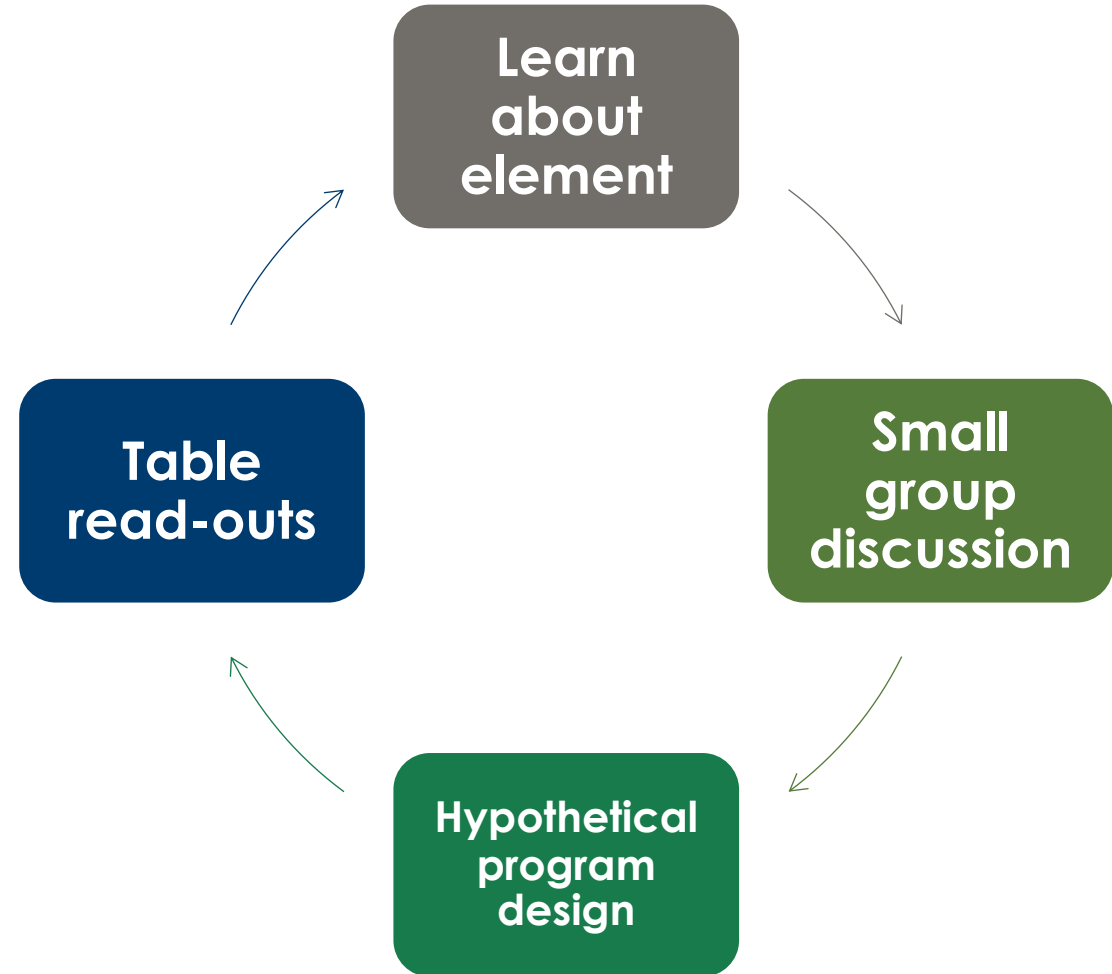 Learn
about
element
Small
group
discussion
Hypothetical
program
design
Table
read-outs